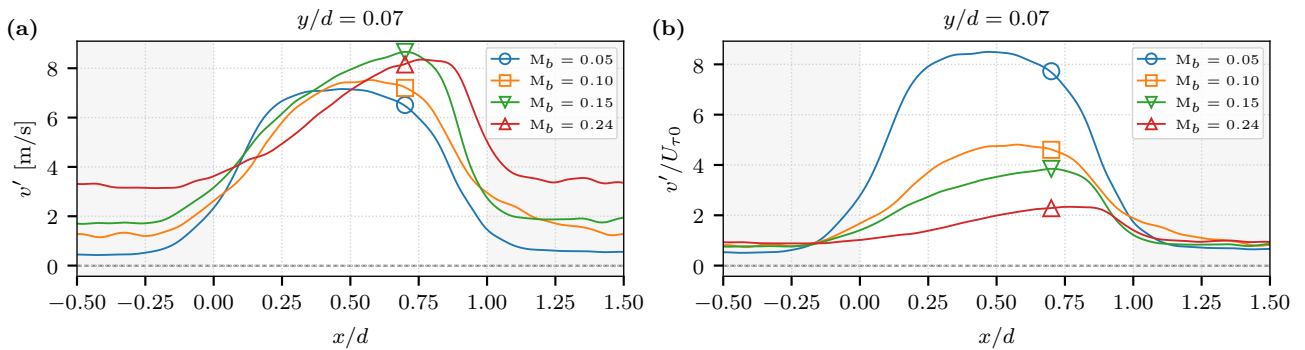 (a)
y/d = 0.07
v′ [m/s]
8
6
4
2
0
M_b = 0.05
M_b = 0.10
M_b = 0.15
M_b = 0.24
−0.50 −0.25 0.00 0.25 0.50 0.75 1.00 1.25 1.50
x/d
(b)
y/d = 0.07
v′/U_τ0
8
6
4
2
0
M_b = 0.05
M_b = 0.10
M_b = 0.15
M_b = 0.24
−0.50 −0.25 0.00 0.25 0.50 0.75 1.00 1.25 1.50
x/d